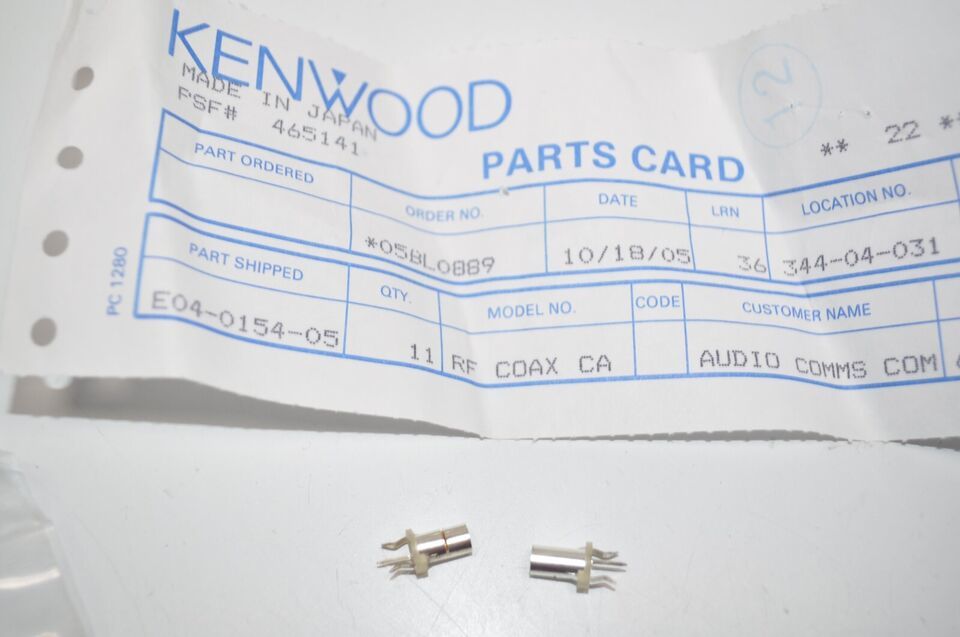 KENWOOD
MADE IN JAPAN
PSF# 465141
12
** 22 **
PARTS CARD
PART ORDERED ORDER NO. DATE LRN LOCATION NO.
*05BL0889 10/18/05 36 344-04-031
PART SHIPPED QTY. MODEL NO. CODE CUSTOMER NAME
E04-0154-05 11 RF COAX CA AUDIO COMMS COM
PC 1280